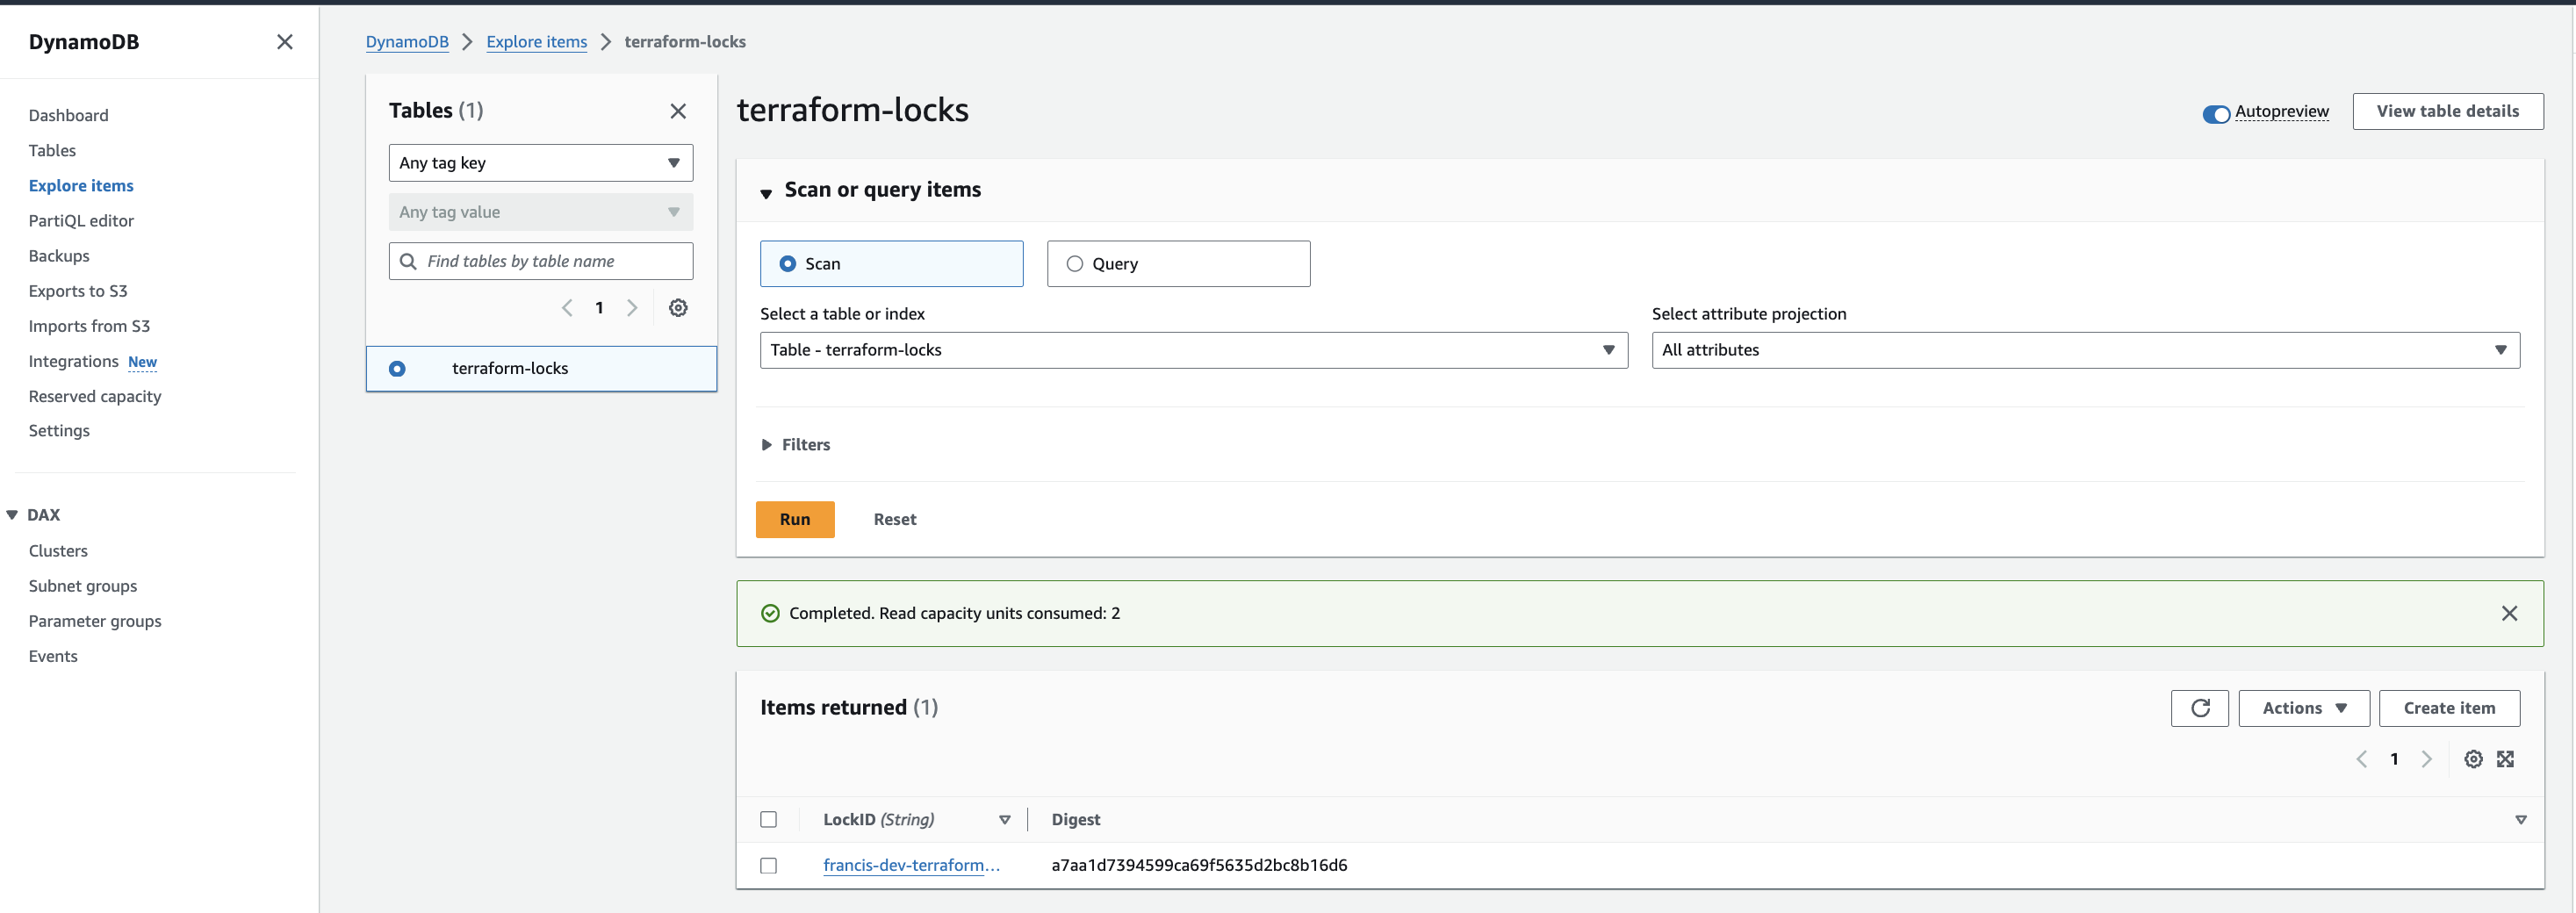 DynamoDB
Dashboard
Tables
Explore items
PartiQL editor
Backups
Exports to S3
Imports from S3
Integrations New
Reserved capacity
Settings
DAX
Clusters
Subnet groups
Parameter groups
Events
DynamoDB Explore items terraform-locks
Tables (1)
Any tag key
Any tag value
Find tables by table name
1
terraform-locks
terraform-locks
Autopreview
View table details
Scan or query items
Scan
Query
Select a table or index
Table - terraform-locks
Select attribute projection
All attributes
Filters
Run
Reset
Completed. Read capacity units consumed: 2
Items returned (1)
Actions
Create item
1
LockID (String)
Digest
francis-dev-terraform...
a7aa1d7394599ca69f5635d2bc8b16d6